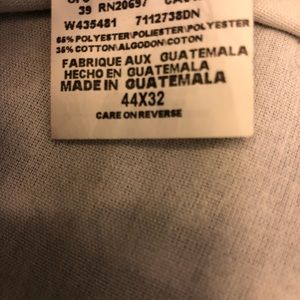 39 RN20697
W435481 7112738DN
65% POLYESTER\POLIESTER\POLYESTER
35% COTTON\ALGODON\COTON
FABRIQUE AUX GUATEMALA
HECHO EN GUATEMALA
MADE IN GUATEMALA
44X32
CARE ON REVERSE